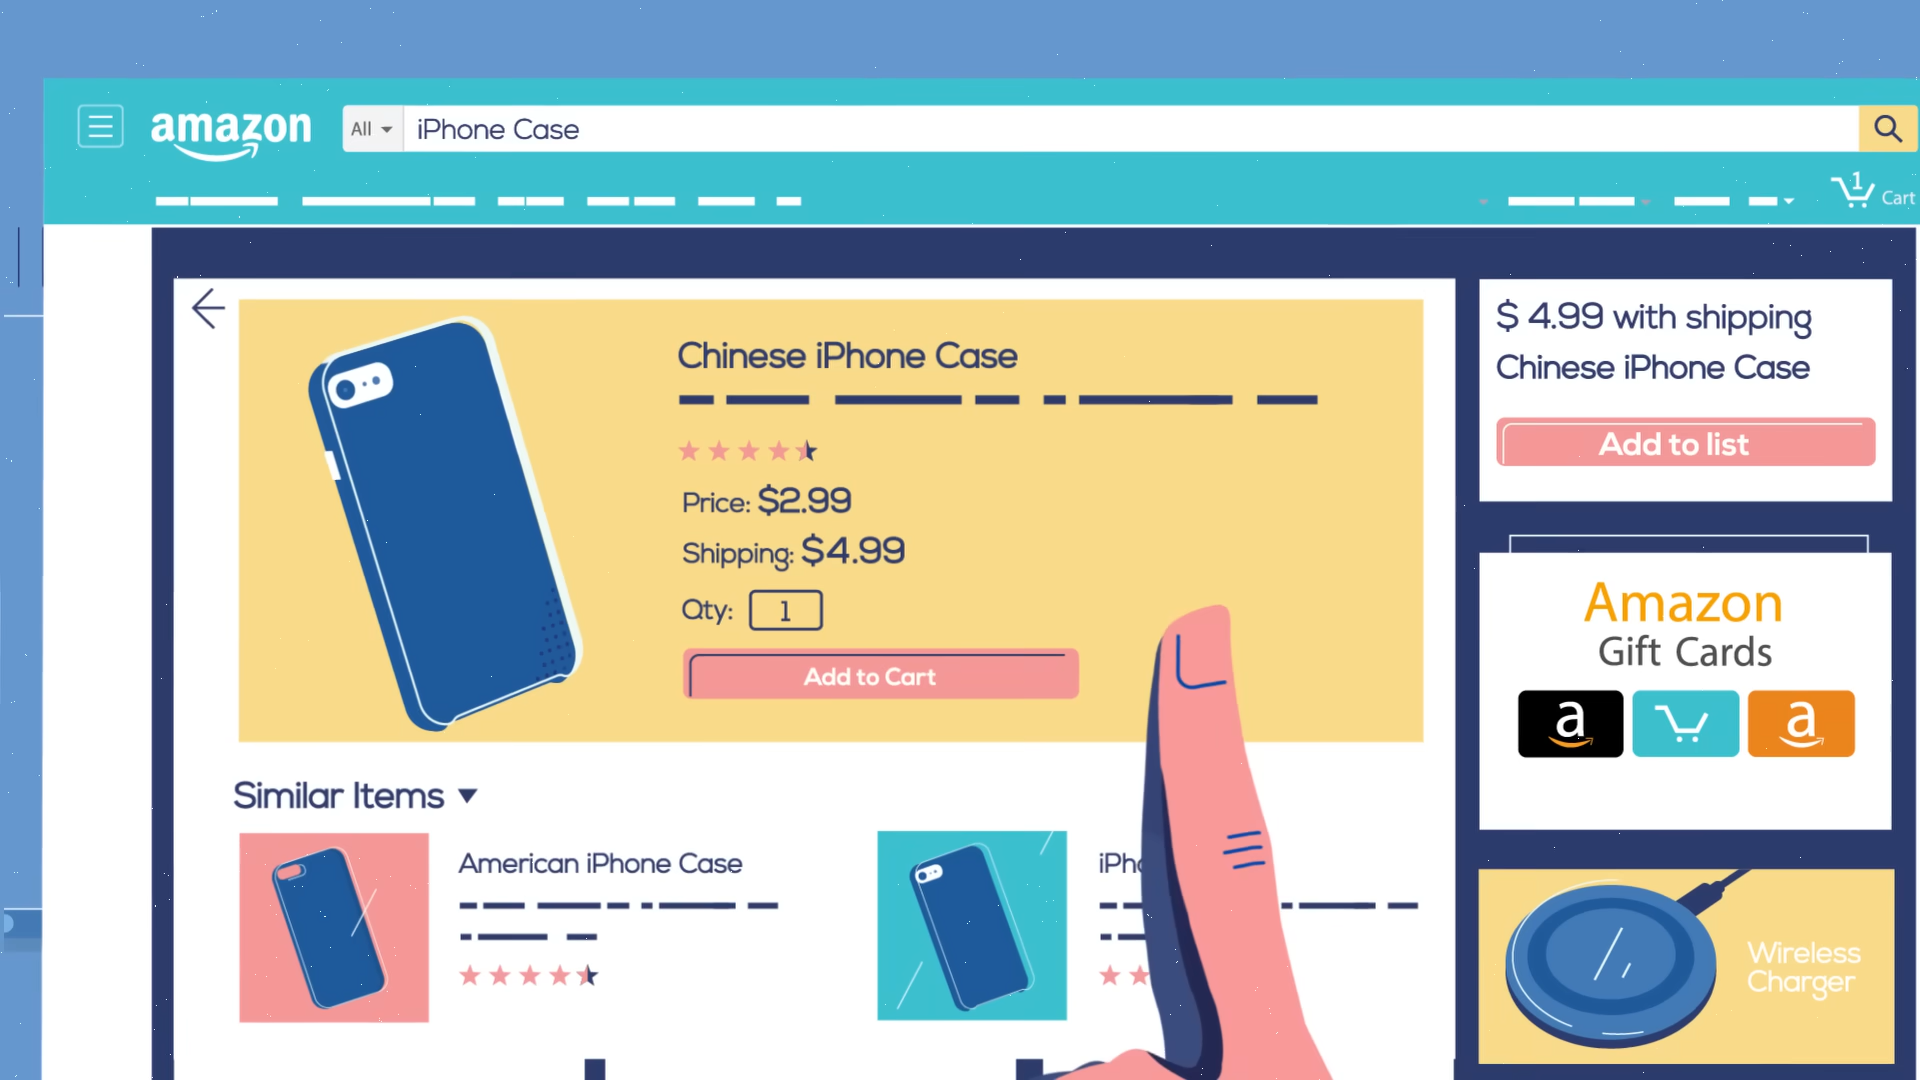 amazon
All
iPhone Case
1
Cart
Chinese iPhone Case
Price: $2.99
Shipping: $4.99
Qty: 1
Add to Cart
$ 4.99 with shipping
Chinese iPhone Case
Add to list
Amazon
Gift Cards
a
a
Similar Items
American iPhone Case
Wireless
Charger